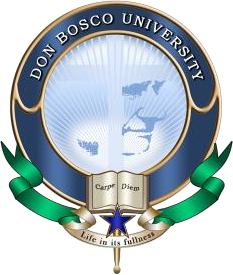 DON BOSCO UNIVERSITY
Carpe Diem
Life in its fullness